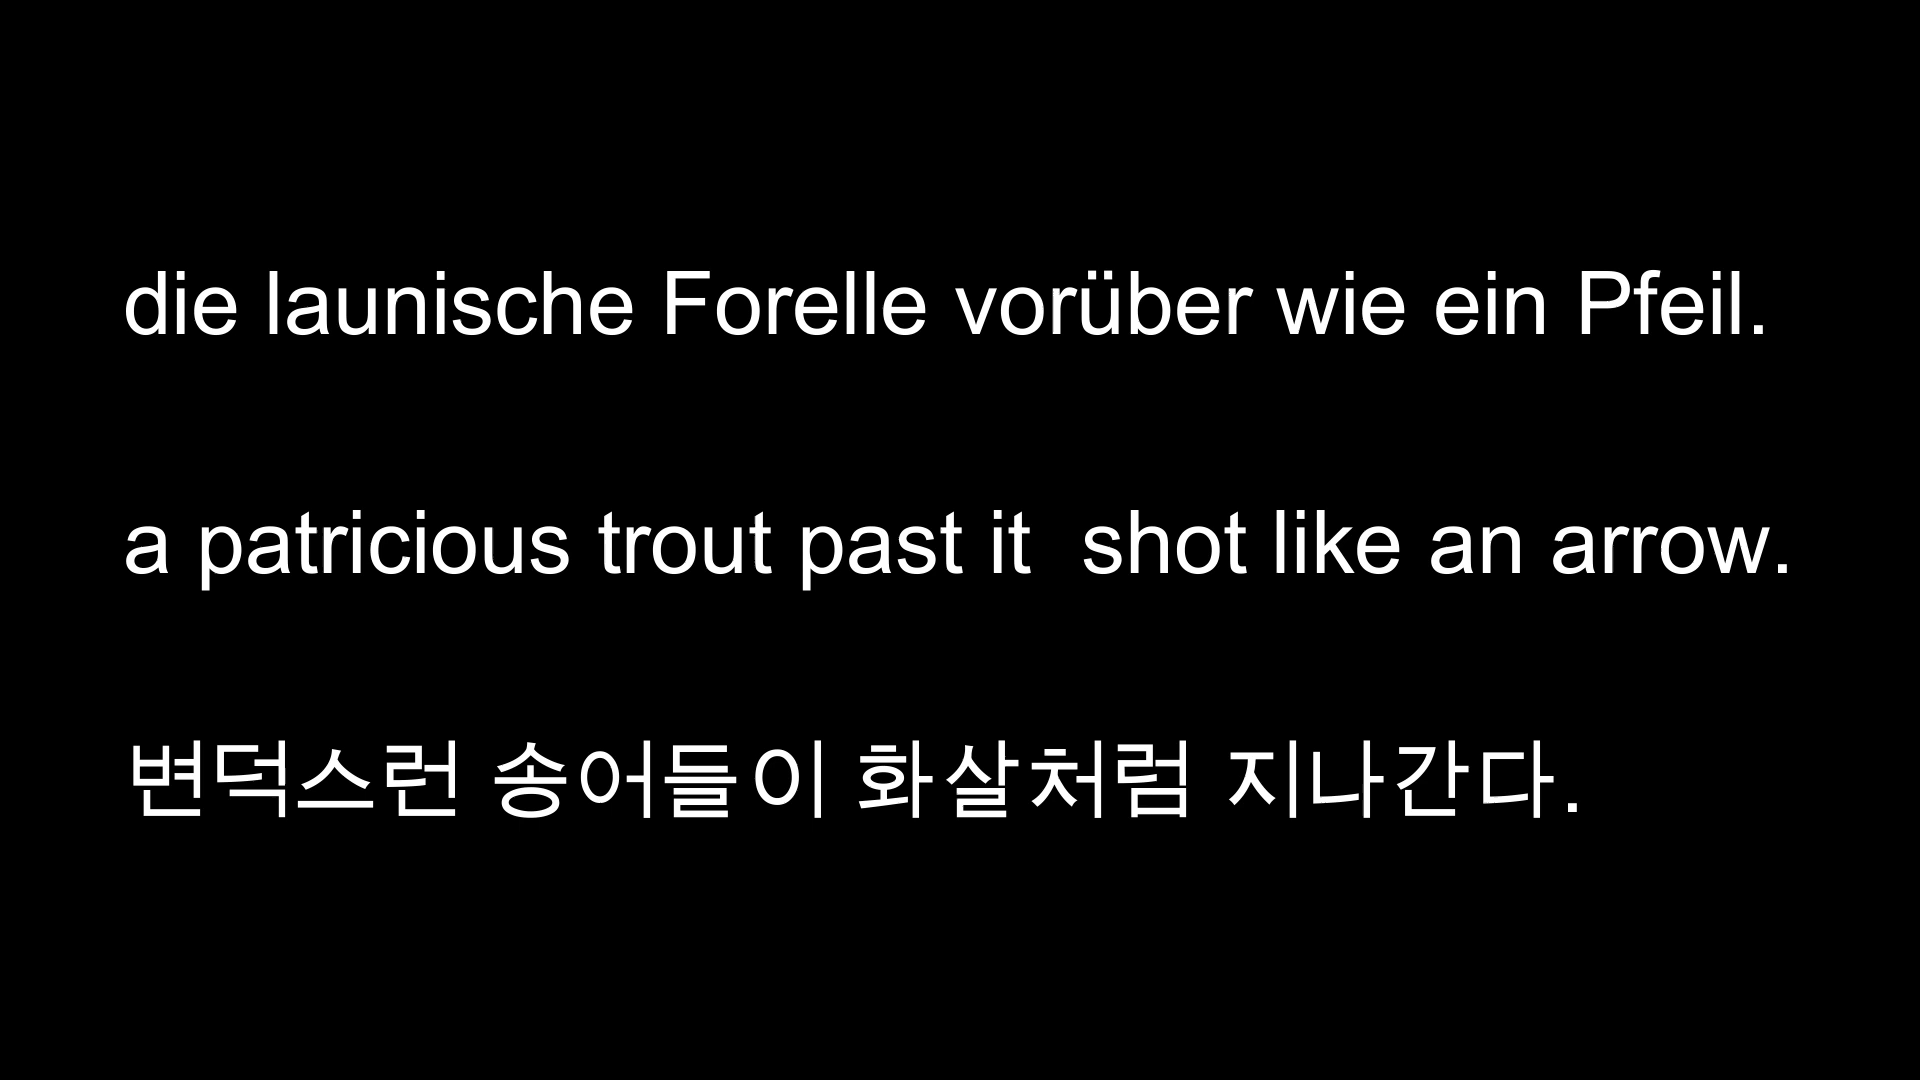 die launische Forelle vorüber wie ein Pfeil.
a patricious trout past it  shot like an arrow.
변덕스런 송어들이 화살처럼 지나간다.